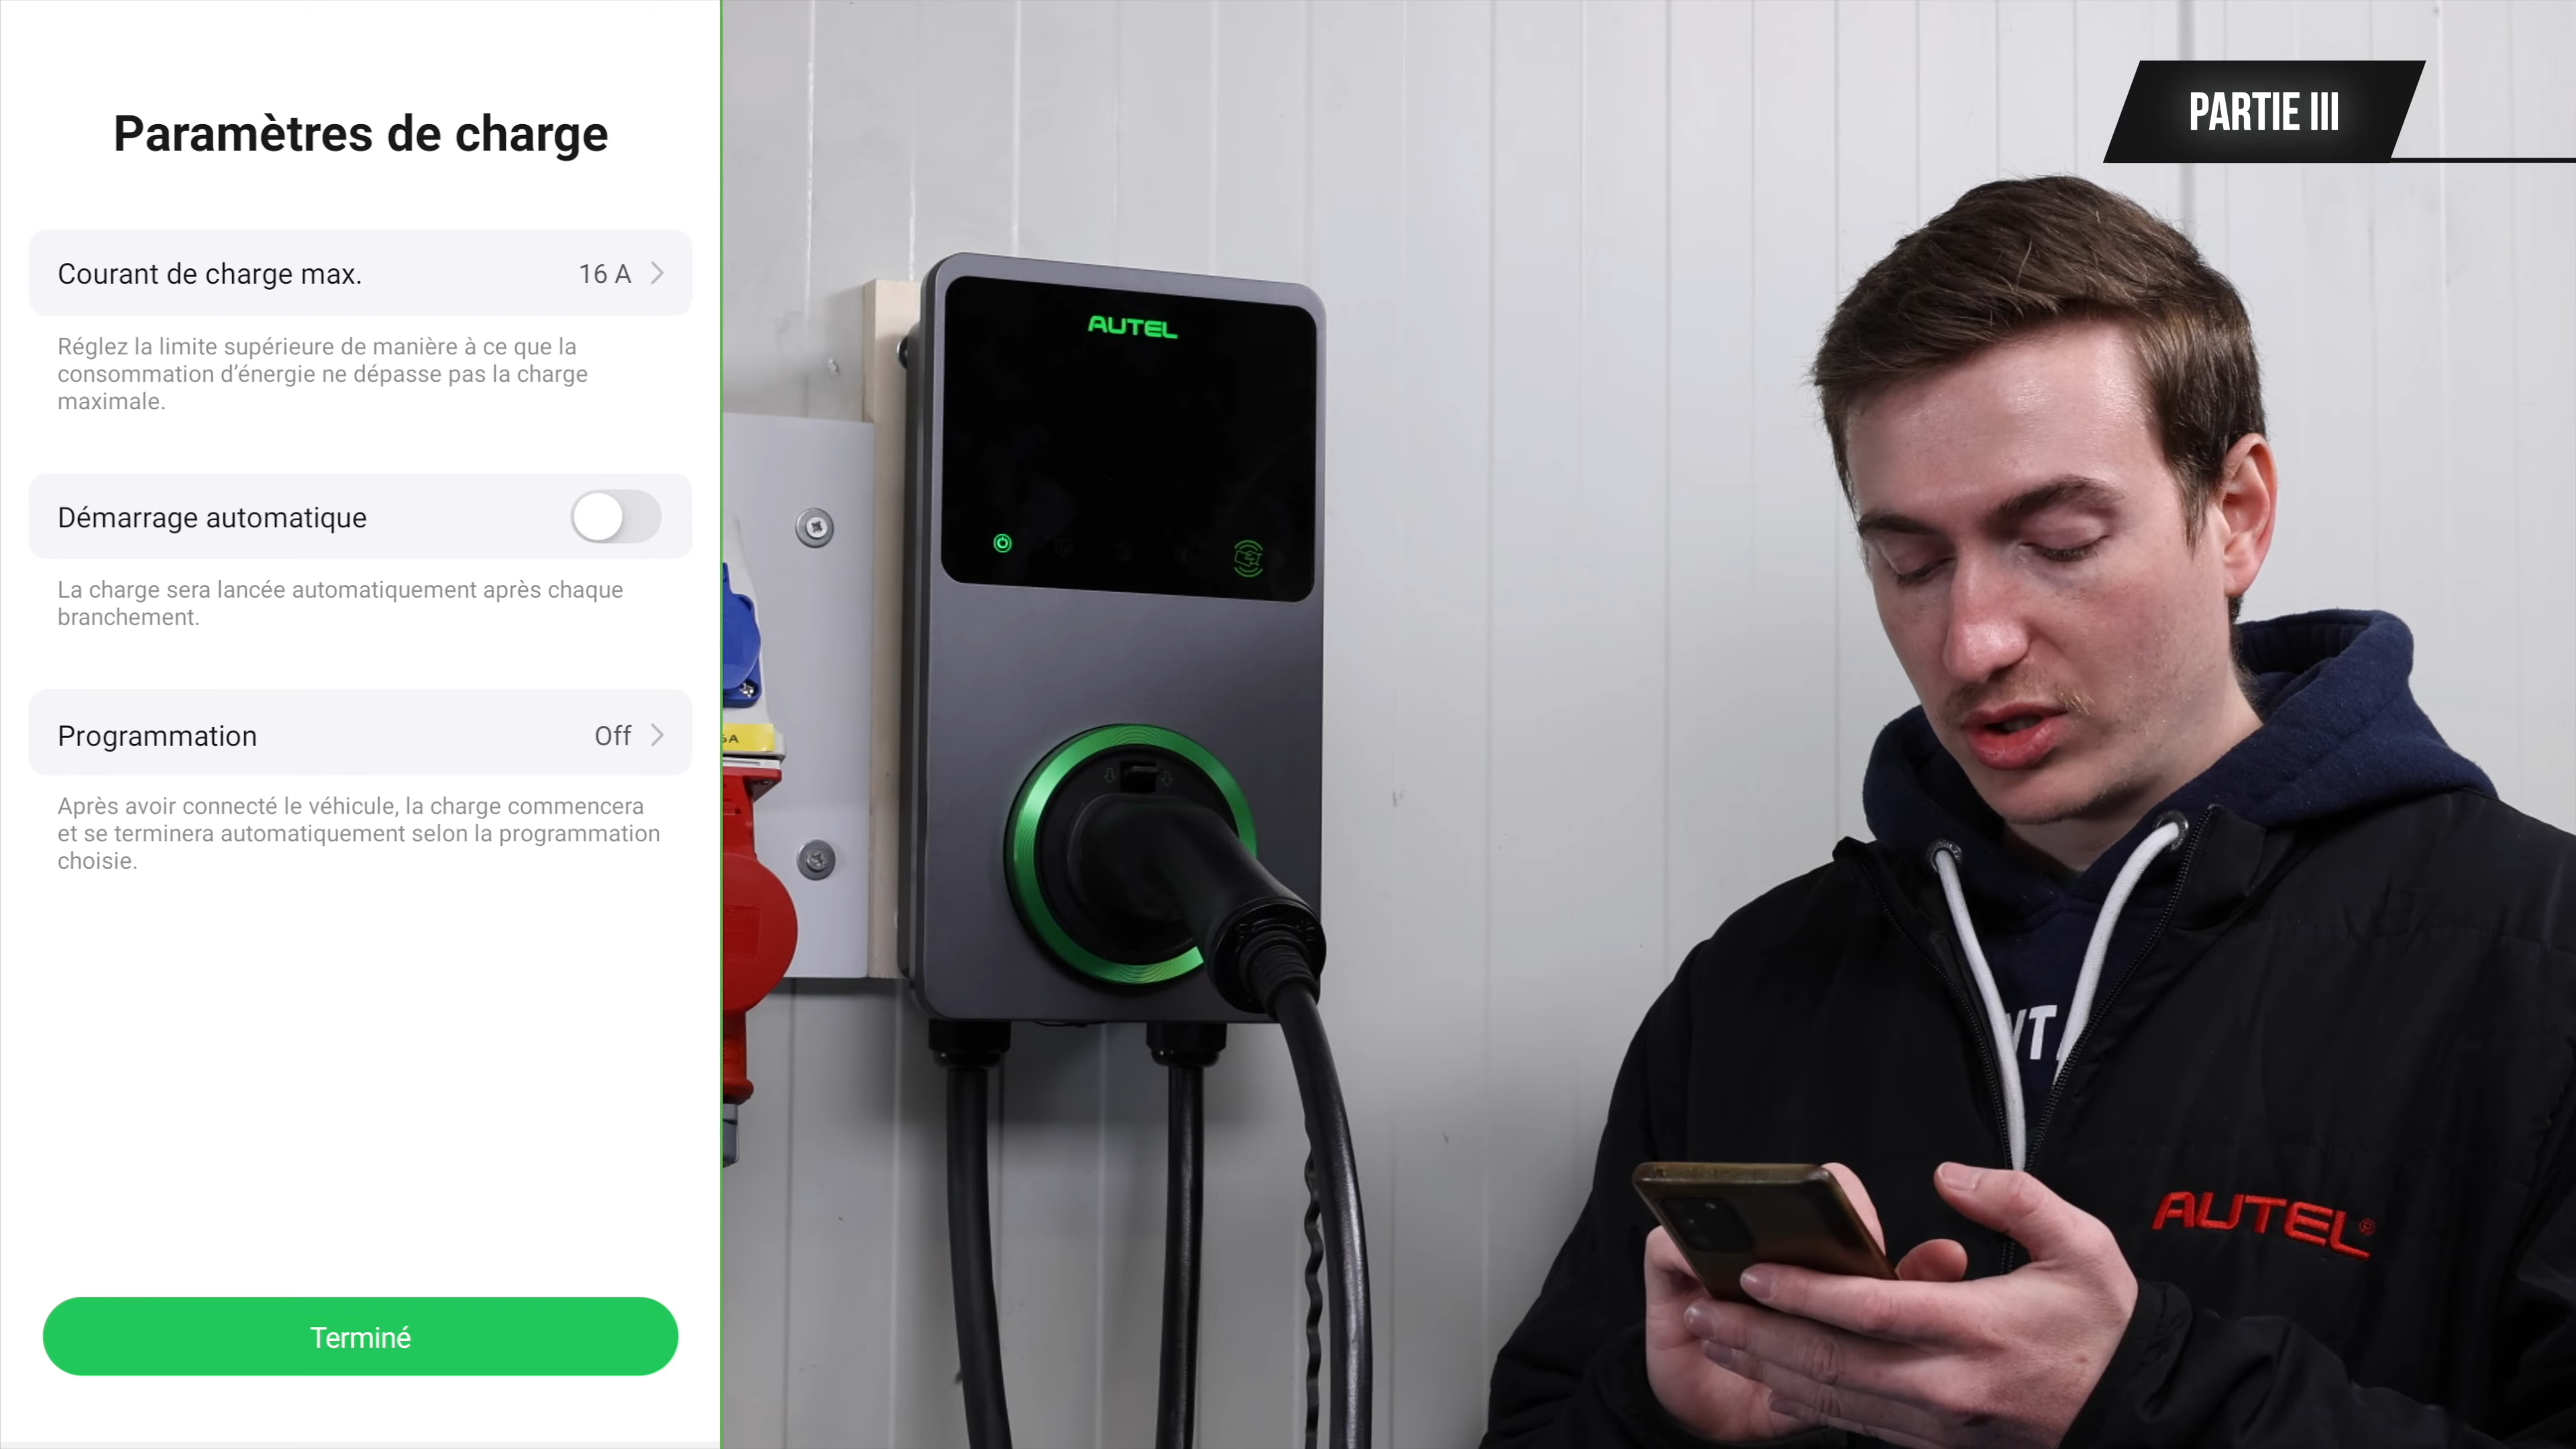 Paramètres de charge
Courant de charge max.
16 A
Réglez la limite supérieure de manière à ce que la
consommation d’énergie ne dépasse pas la charge
maximale.
Démarrage automatique
La charge sera lancée automatiquement après chaque
branchement.
Programmation
Off
Après avoir connecté le véhicule, la charge commencera
et se terminera automatiquement selon la programmation
choisie.
Terminé
AUTEL
PARTIE III
AUTEL®